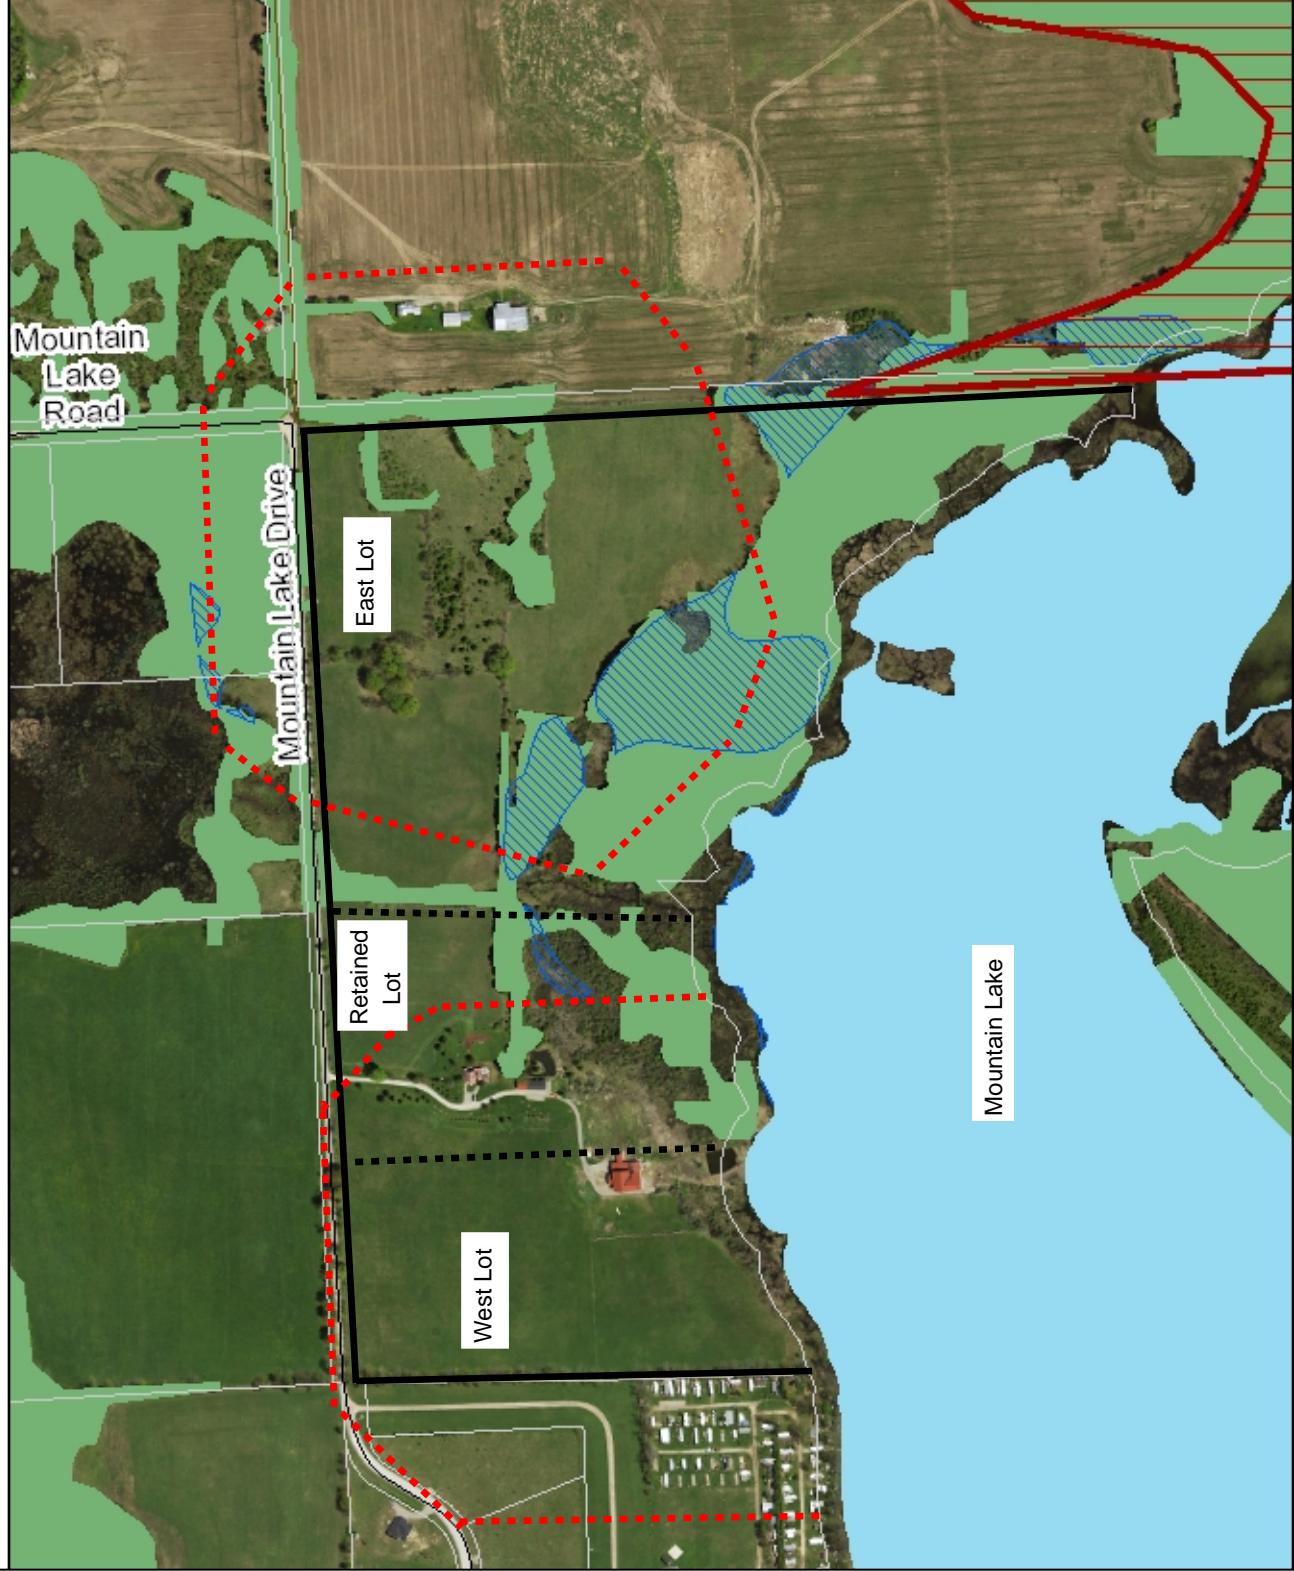 Mountain
Lake
Road
Mountain Lake Drive
East Lot
Retained
Lot
West Lot
Mountain Lake